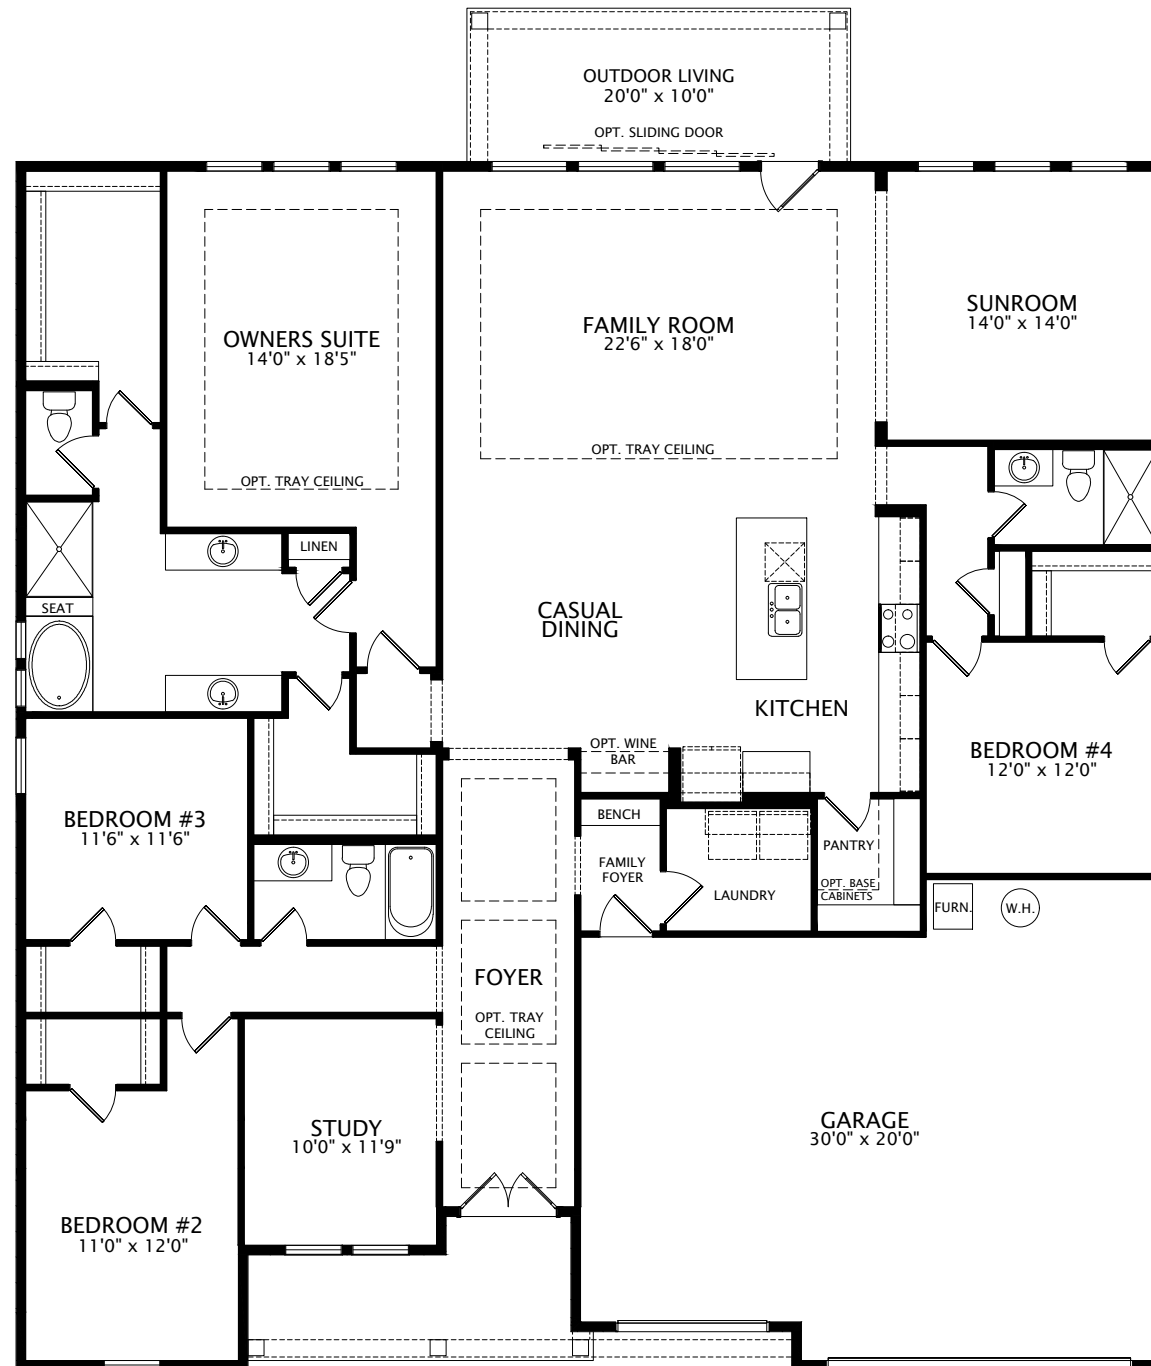 OUTDOOR LIVING
20'0" x 10'0"
OPT. SLIDING DOOR
OWNERS SUITE
14'0" x 18'5"
OPT. TRAY CEILING
FAMILY ROOM
22'6" x 18'0"
OPT. TRAY CEILING
SUNROOM
14'0" x 14'0"
LINEN
SEAT
CASUAL
DINING
KITCHEN
OPT. WINE
BAR
BEDROOM #4
12'0" x 12'0"
BEDROOM #3
11'6" x 11'6"
BENCH
FAMILY
FOYER
LAUNDRY
PANTRY
OPT. BASE
CABINETS
FURN.
W.H.
FOYER
OPT. TRAY
CEILING
STUDY
10'0" x 11'9"
GARAGE
30'0" x 20'0"
BEDROOM #2
11'0" x 12'0"